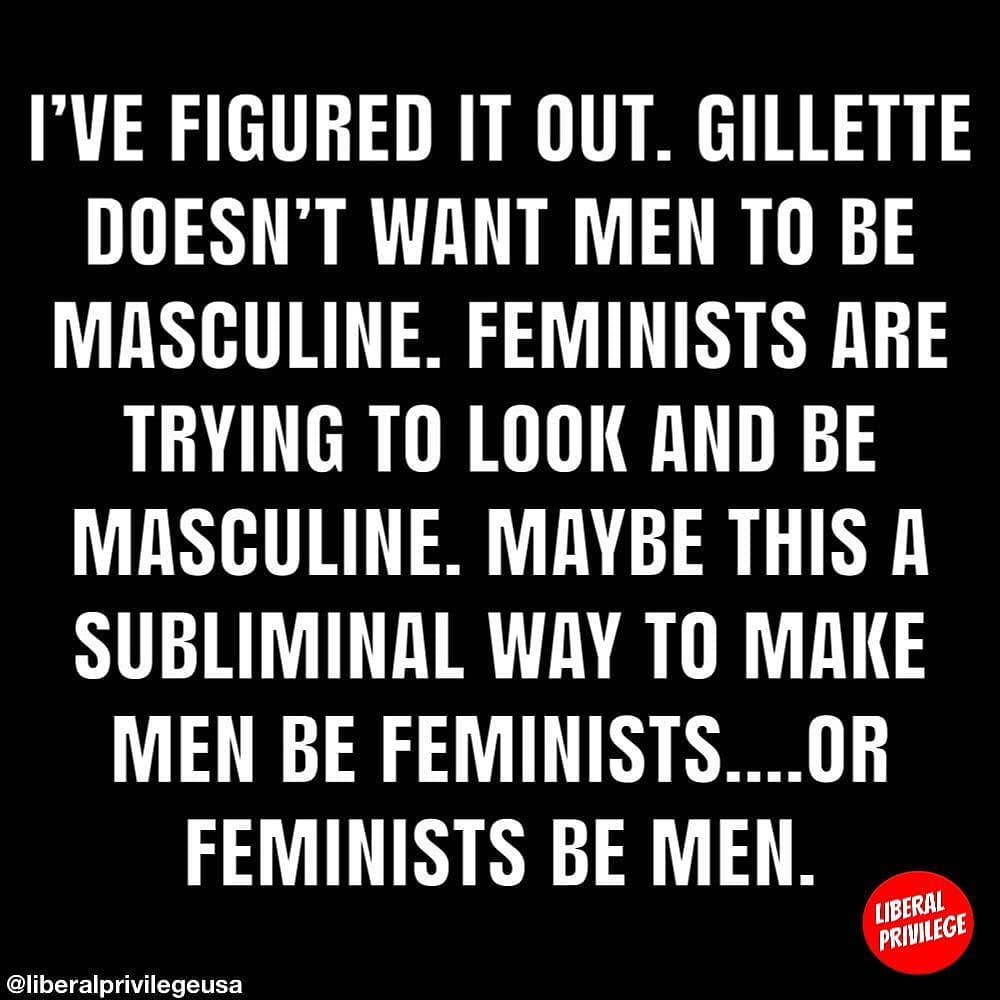 I'VE FIGURED IT OUT. GILLETTE
DOESN'T WANT MEN TO BE
MASCULINE. FEMINISTS ARE
TRYING TO LOOK AND BE
MASCULINE. MAYBE THIS A
SUBLIMINAL WAY TO MAKE
MEN BE FEMINISTS....OR
FEMINISTS BE MEN.
LIBERAL
PRIVILEGE
@liberalprivilegeusa